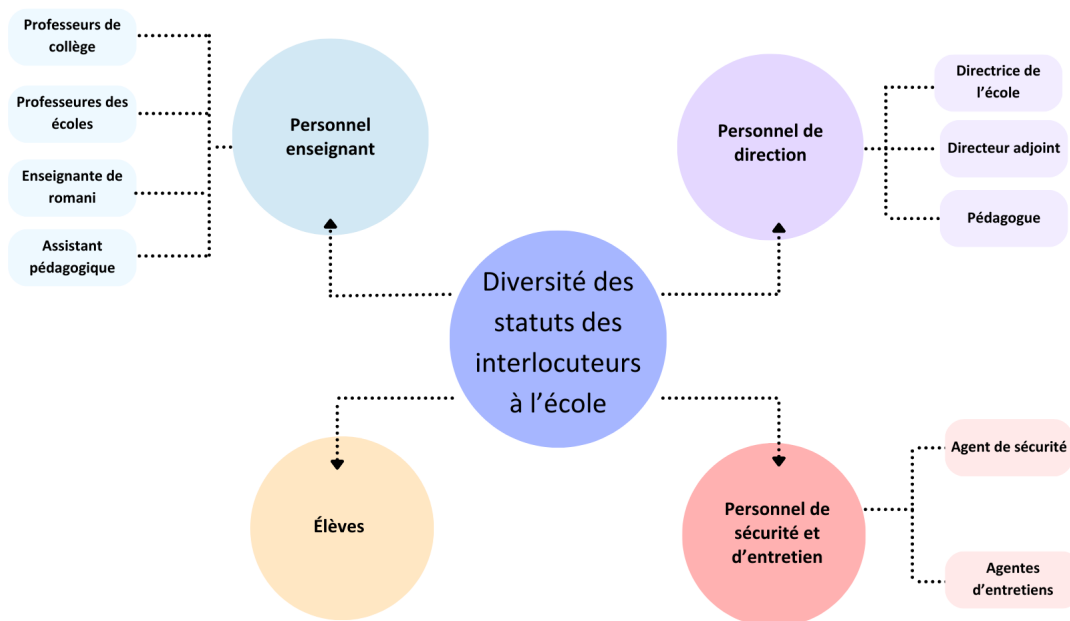 Professeurs de
collège
Professeures des
écoles
Enseignante de
romani
Assistant
pédagogique
Personnel
enseignant
Personnel de
direction
Directrice de
l’école
Directeur adjoint
Pédagogue
Diversité des
statuts des
interlocuteurs
à l’école
Élèves
Personnel de
sécurité et
d’entretien
Agent de sécurité
Agentes
d’entretiens